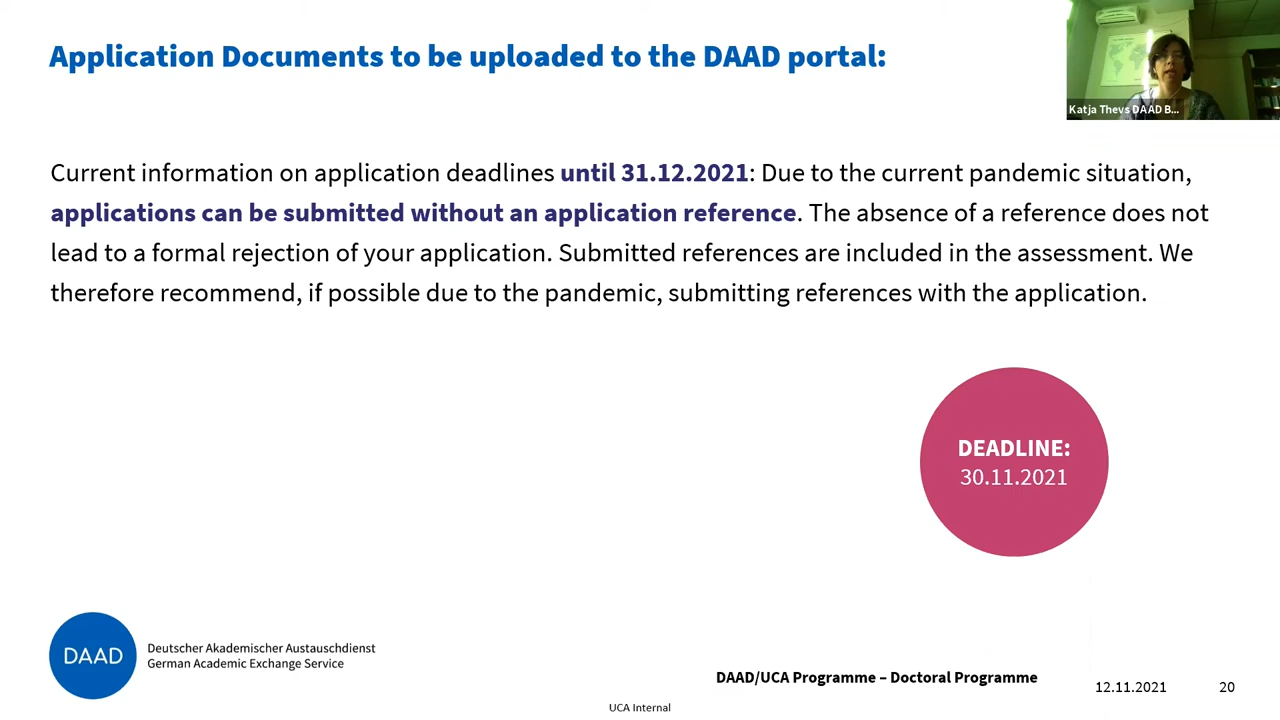 Application Documents to be uploaded to the DAAD portal:
Katja Thevs DAAD B...
Current information on application deadlines until 31.12.2021: Due to the current pandemic situation,
applications can be submitted without an application reference. The absence of a reference does not
lead to a formal rejection of your application. Submitted references are included in the assessment. We
therefore recommend, if possible due to the pandemic, submitting references with the application.
DEADLINE:
30.11.2021
DAAD
Deutscher Akademischer Austauschdienst
German Academic Exchange Service
DAAD/UCA Programme – Doctoral Programme
12.11.2021
20
UCA Internal